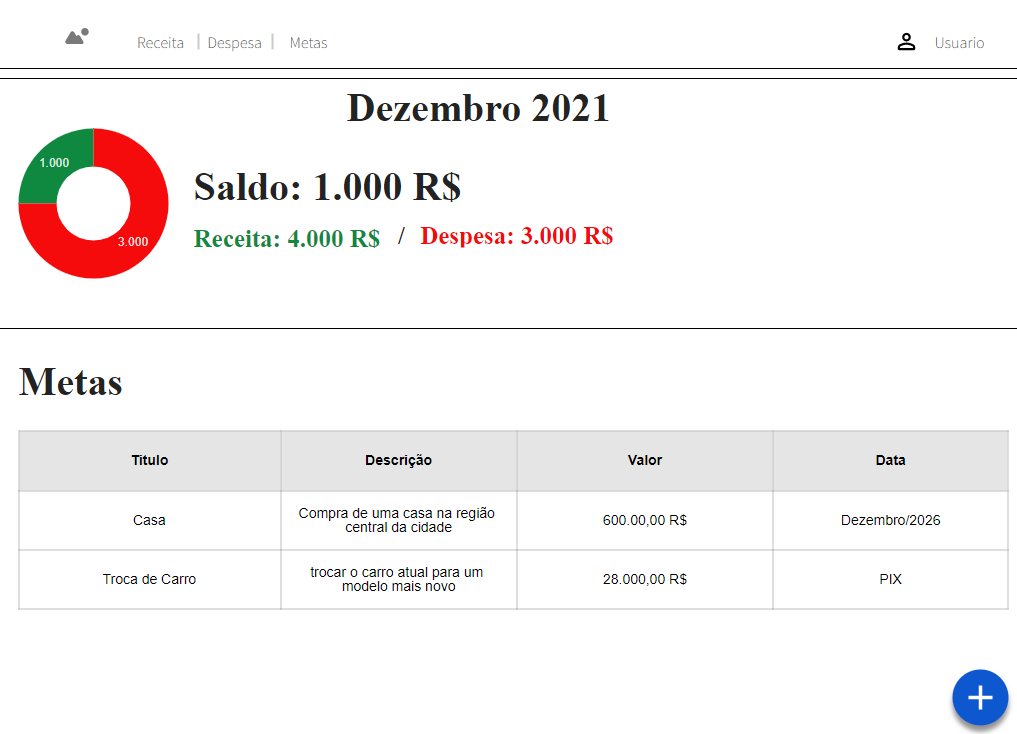 Receita | Despesa | Metas
Usuario
Dezembro 2021
1.000
3.000
Saldo: 1.000 R$
Receita: 4.000 R$ / Despesa: 3.000 R$
Metas
Titulo Descrição Valor Data
Casa Compra de uma casa na região 600.00,00 R$ Dezembro/2026
central da cidade
Troca de Carro trocar o carro atual para um 28.000,00 R$ PIX
modelo mais novo